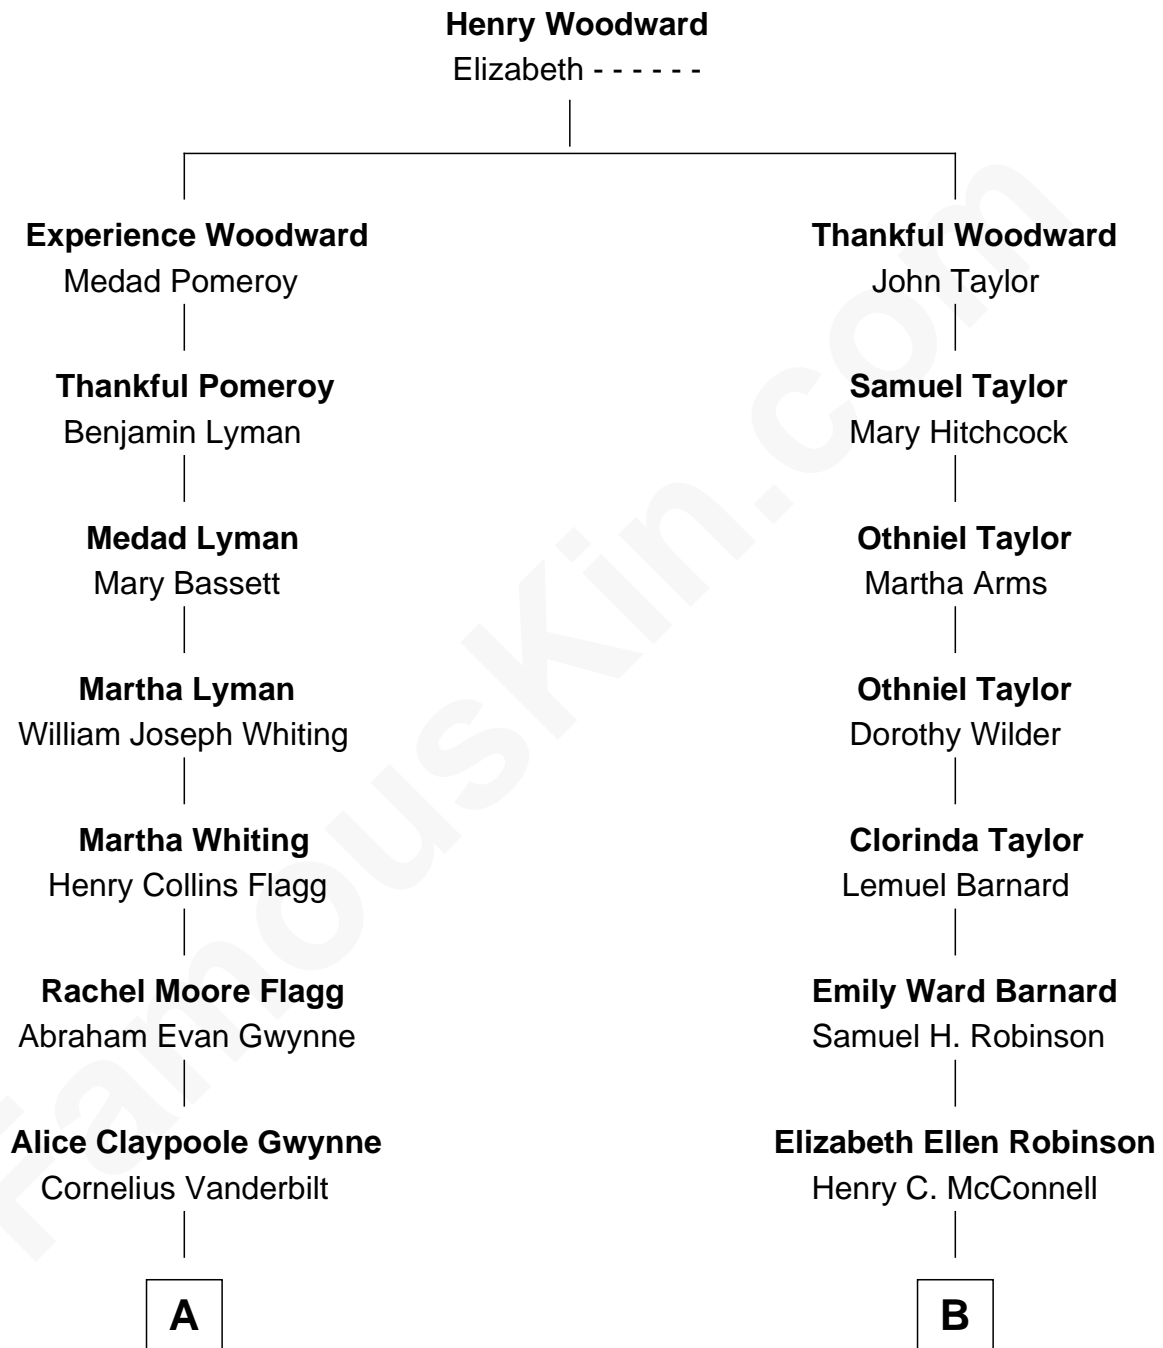 Henry Woodward
Elizabeth - - - - - -
Experience Woodward
Medad Pomeroy
Thankful Woodward
John Taylor
Thankful Pomeroy
Benjamin Lyman
Samuel Taylor
Mary Hitchcock
Medad Lyman
Mary Bassett
Othniel Taylor
Martha Arms
Martha Lyman
William Joseph Whiting
Othniel Taylor
Dorothy Wilder
Martha Whiting
Henry Collins Flagg
Clorinda Taylor
Lemuel Barnard
Rachel Moore Flagg
Abraham Evan Gwynne
Emily Ward Barnard
Samuel H. Robinson
Alice Claypoole Gwynne
Cornelius Vanderbilt
Elizabeth Ellen Robinson
Henry C. McConnell
A
B
FamousKin.com